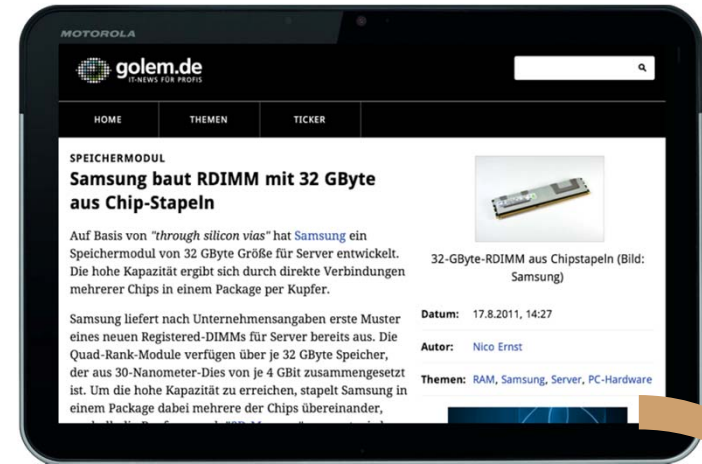 MOTOROLA
golem.de
IT-NEWS FÜR PROFIS
HOME THEMEN TICKER
SPEICHERMODUL
Samsung baut RDIMM mit 32 GByte
aus Chip-Stapeln
Auf Basis von "through silicon vias" hat Samsung ein
Speichermodul von 32 GByte Größe für Server entwickelt.
Die hohe Kapazität ergibt sich durch direkte Verbindungen
mehrerer Chips in einem Package per Kupfer.
Samsung liefert nach Unternehmensangaben erste Muster
eines neuen Registered-DIMMs für Server bereits aus. Die
Quad-Rank-Module verfügen über je 32 GByte Speicher,
der aus 30-Nanometer-Dies von je 4 GBit zusammengesetzt
ist. Um die hohe Kapazität zu erreichen, stapelt Samsung in
einem Package dabei mehrere der Chips übereinander,
32-GByte-RDIMM aus Chipstapeln (Bild:
Samsung)
Datum: 17.8.2011, 14:27
Autor: Nico Ernst
Themen: RAM, Samsung, Server, PC-Hardware